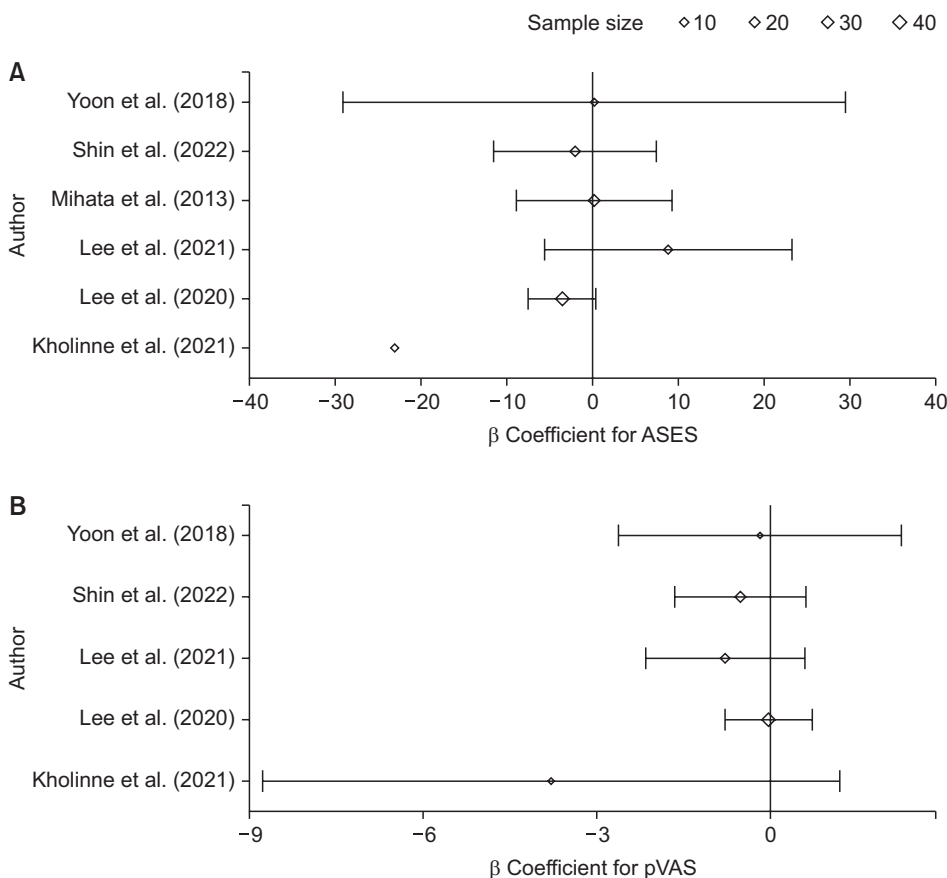 Sample size 10 20 30 40
A
Yoon et al. (2018)
Shin et al. (2022)
Mihata et al. (2013)
Lee et al. (2021)
Lee et al. (2020)
Kholinne et al. (2021)
Author
−40 −30 −20 −10 0 10 20 30 40
β Coefficient for ASES
B
Yoon et al. (2018)
Shin et al. (2022)
Lee et al. (2021)
Lee et al. (2020)
Kholinne et al. (2021)
Author
−9 −6 −3 0
β Coefficient for pVAS